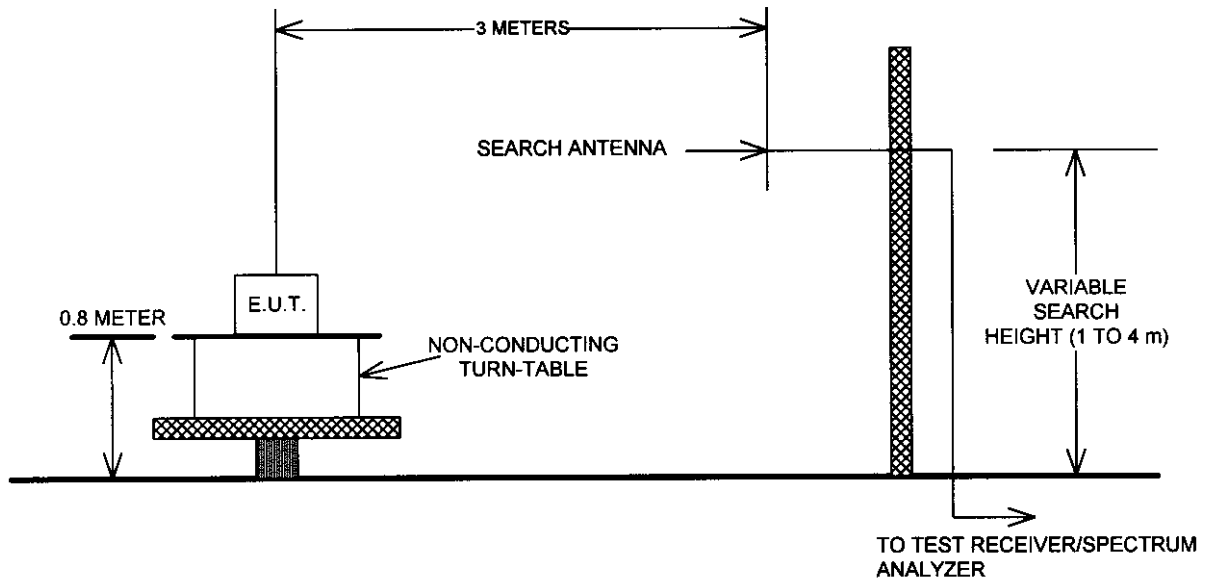 3 METERS
SEARCH ANTENNA
E.U.T.
0.8 METER
NON-CONDUCTING
TURN-TABLE
VARIABLE
SEARCH
HEIGHT (1 TO 4 m)
TO TEST RECEIVER/SPECTRUM
ANALYZER